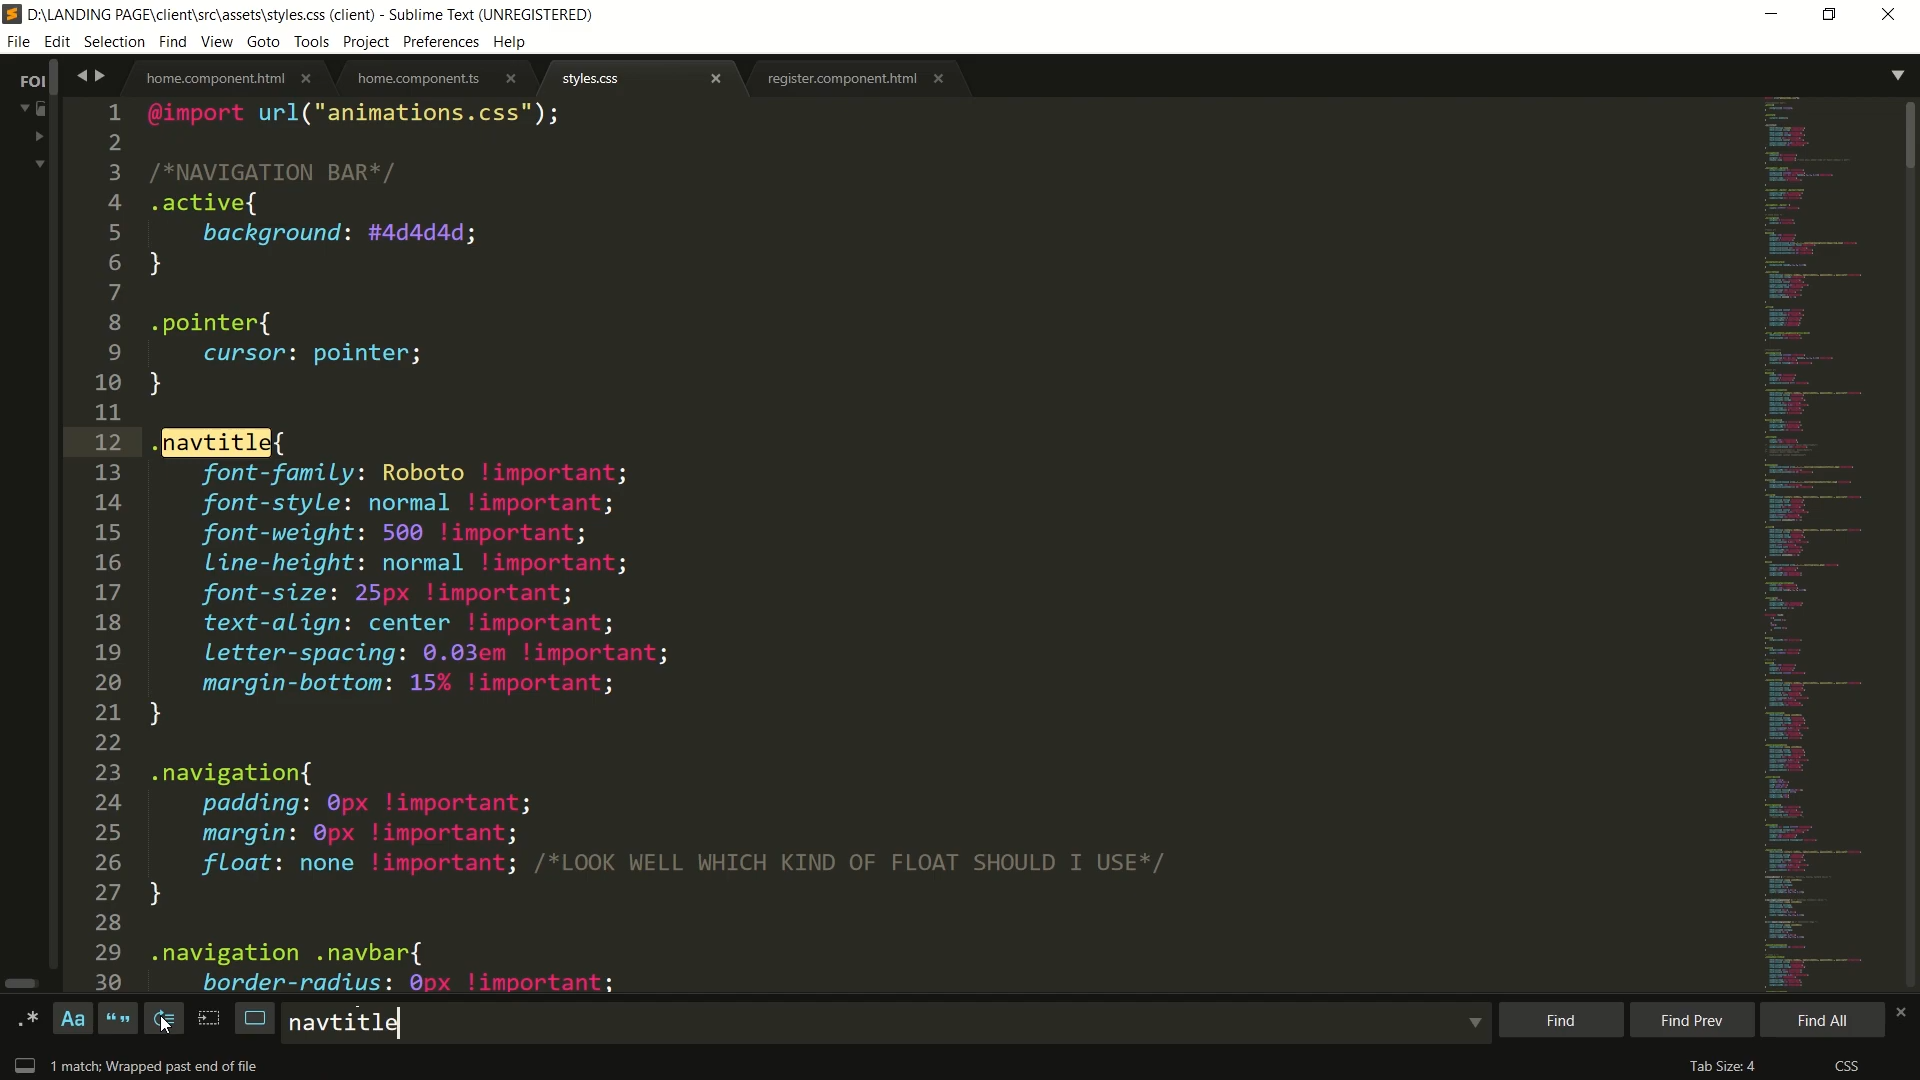 D:\LANDING PAGE\client\src\assets\styles.css (client) - Sublime Text (UNREGISTERED)
File Edit Selection Find View Goto Tools Project Preferences Help
FOI
home.component.html home.component.ts styles.css register.component.html
1 @import url("animations.css");
2
3 /*NAVIGATION BAR*/
4 .active{
5 background: #4d4d4d;
6 }
7
8 .pointer{
9 cursor: pointer;
10 }
11
12 .navtitle{
13 font-family: Roboto !important;
14 font-style: normal !important;
15 font-weight: 500 !important;
16 line-height: normal !important;
17 font-size: 25px !important;
18 text-align: center !important;
19 letter-spacing: 0.03em !important;
20 margin-bottom: 15% !important;
21 }
22
23 .navigation{
24 padding: 0px !important;
25 margin: 0px !important;
26 float: none !important; /*LOOK WELL WHICH KIND OF FLOAT SHOULD I USE*/
27 }
28
29 .navigation .navbar{
30 border-radius: 0px !important;
.* Aa “” navtitle Find Find Prev Find All
1 match; Wrapped past end of file Tab Size: 4 CSS